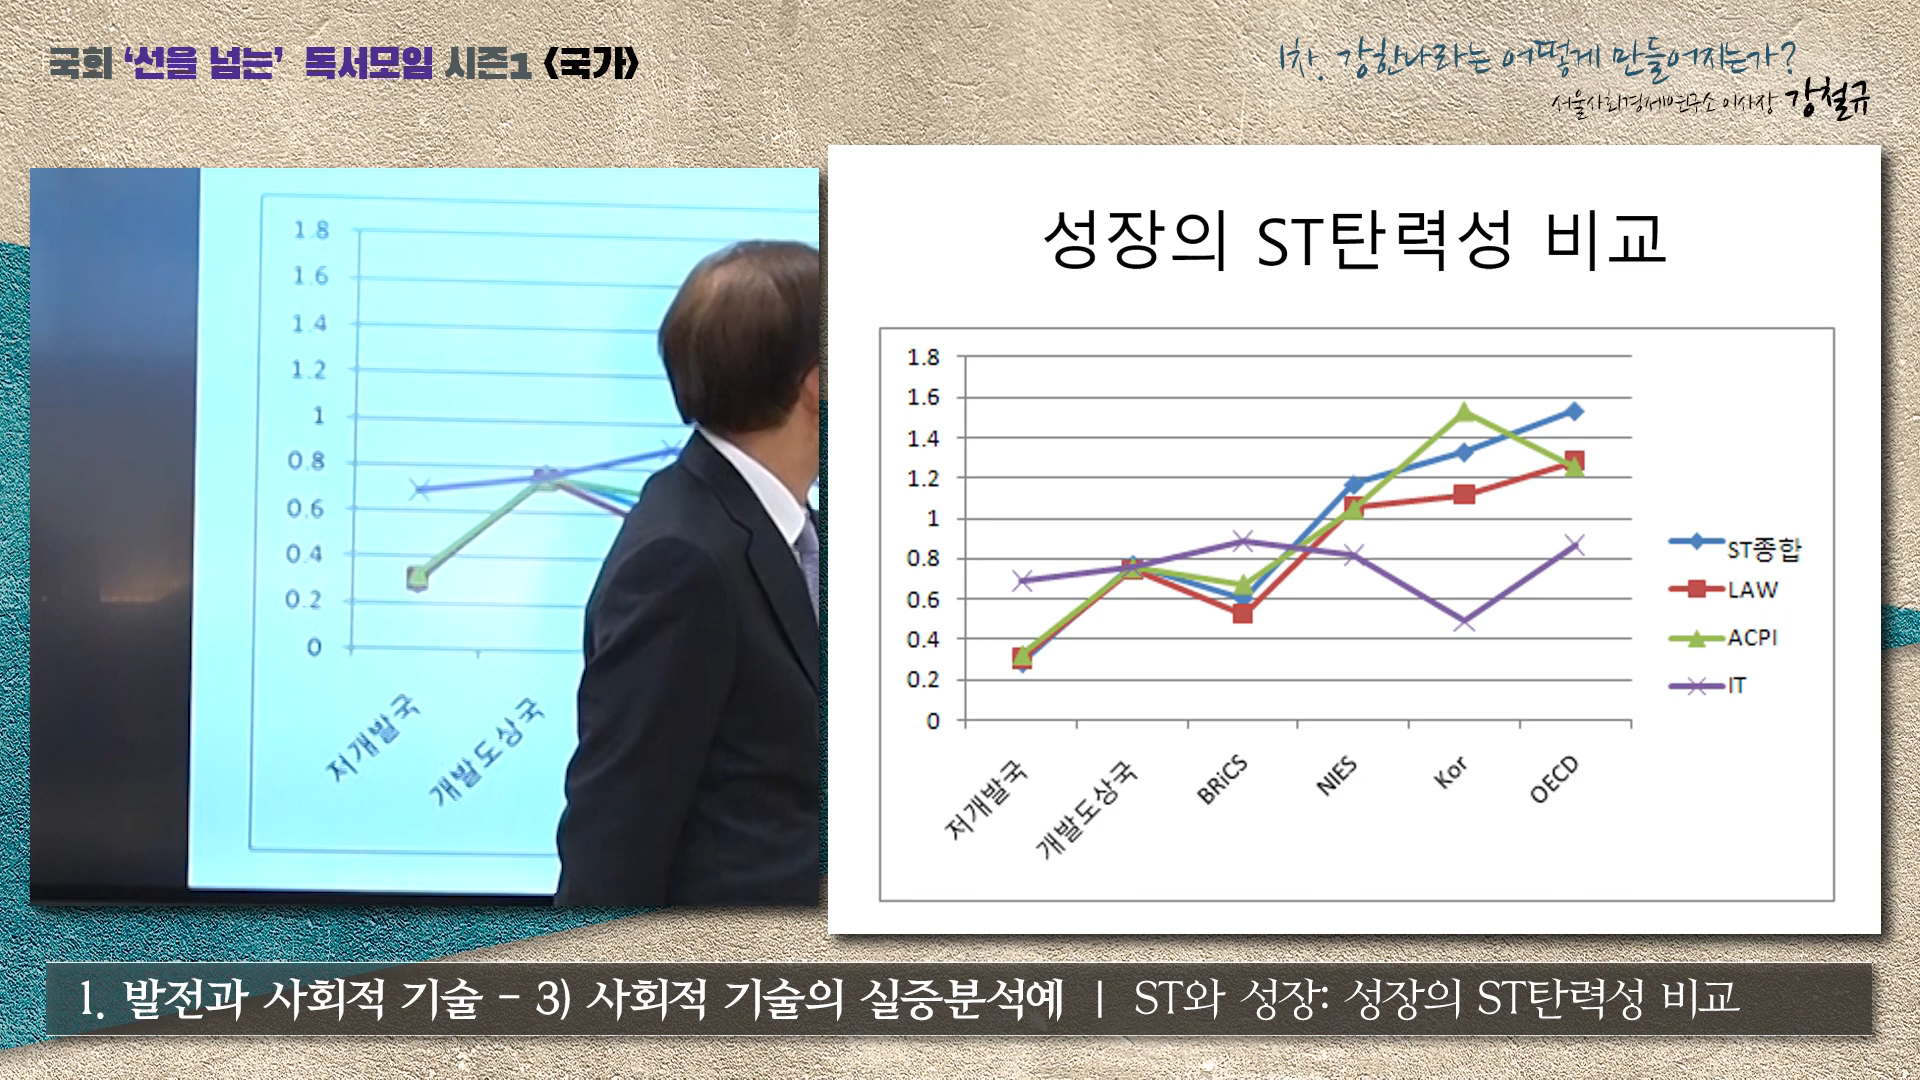 국회 ‘선을 넘는’ 독서모임 시즌1 <국가>
1차. 강한나라는 어떻게 만들어지는가?
서울사회경제연구소 이사장 강철규
1.8
1.6
1.4
1.2
1
0.8
0.6
0.4
0.2
0
저개발국
개발도상국
성장의 ST탄력성 비교
1.8
1.6
1.4
1.2
1
0.8
0.6
0.4
0.2
0
저개발국
개발도상국
BRiCS
NIES
Kor
OECD
ST종합
LAW
ACPI
IT
1. 발전과 사회적 기술 - 3) 사회적 기술의 실증분석예 | ST와 성장: 성장의 ST탄력성 비교